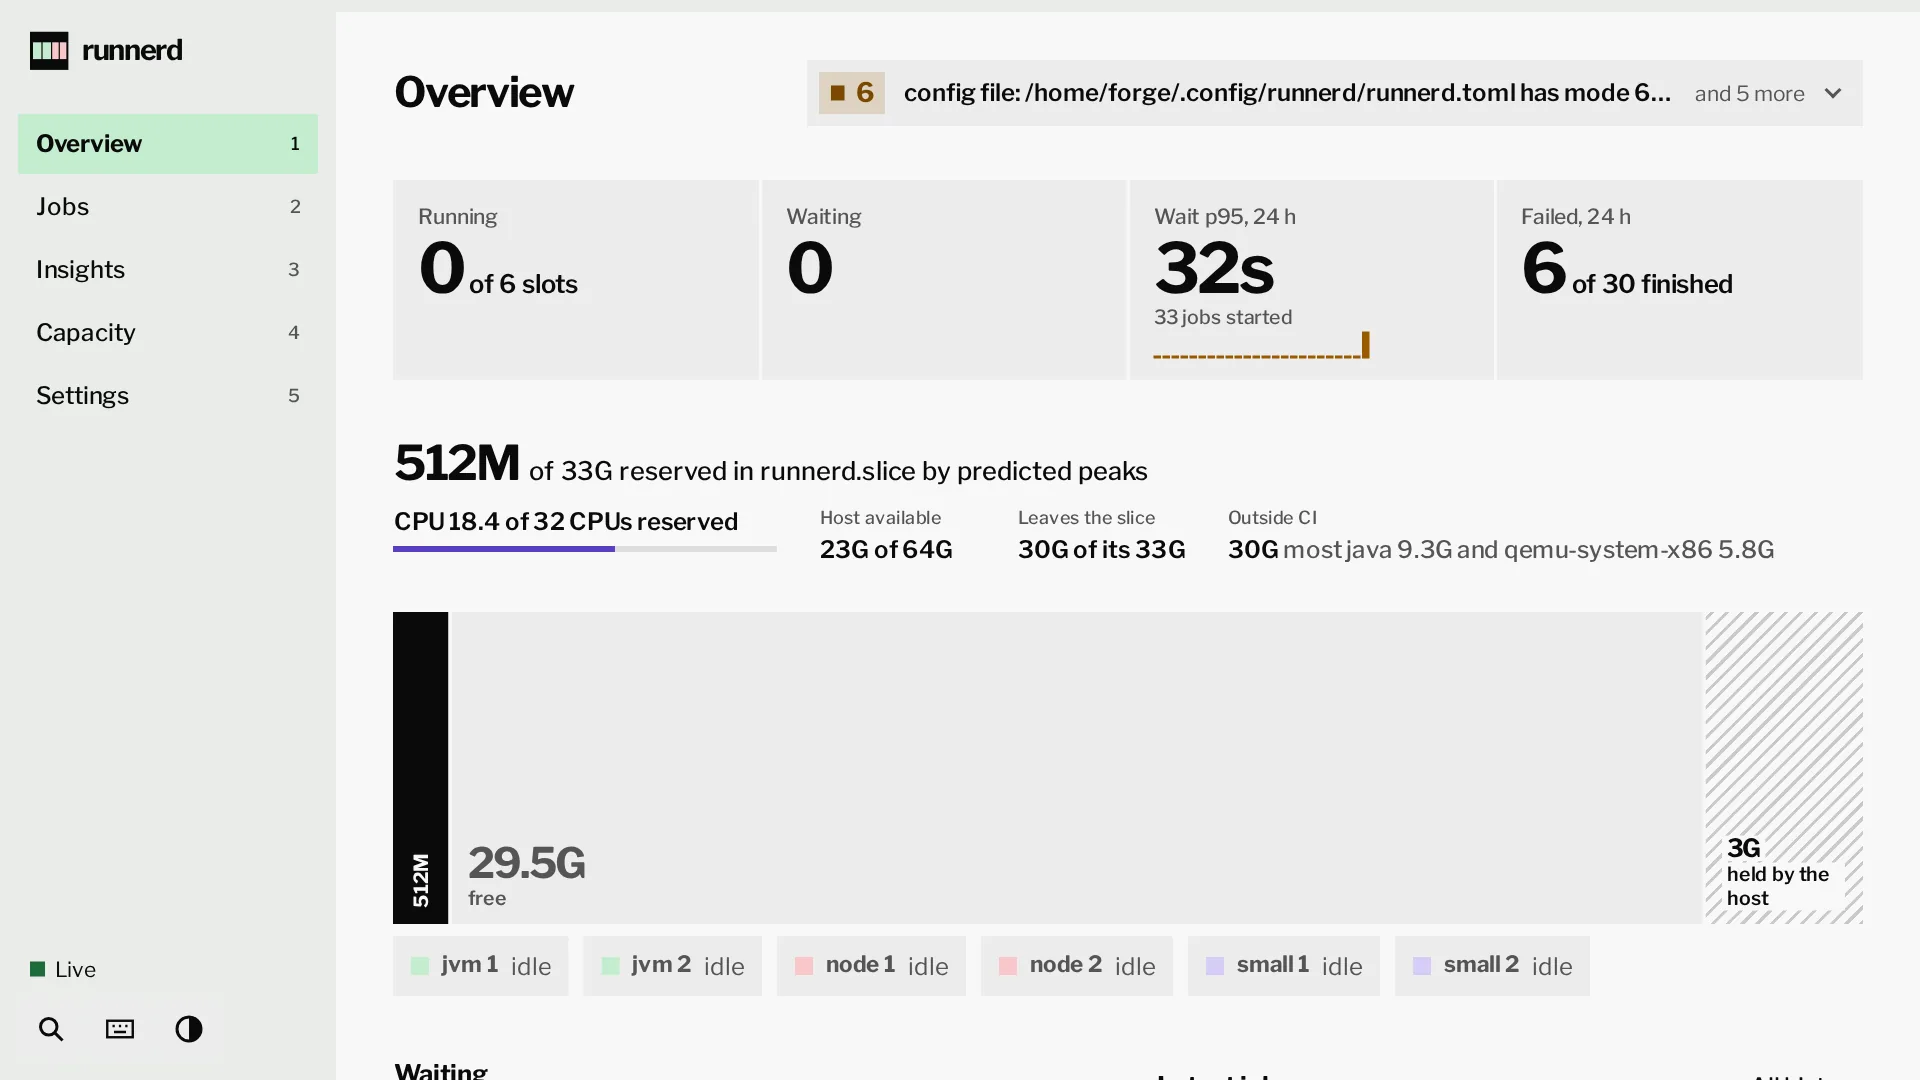 runnerd
Overview 1
Jobs 2
Insights 3
Capacity 4
Settings 5
Live
Overview
6 config file: /home/forge/.config/runnerd/runnerd.toml has mode 6… and 5 more
Running
0 of 6 slots
Waiting
0
Wait p95, 24 h
32s
33 jobs started
Failed, 24 h
6 of 30 finished
512M of 33G reserved in runnerd.slice by predicted peaks
CPU 18.4 of 32 CPUs reserved
Host available
23G of 64G
Leaves the slice
30G of its 33G
Outside CI
30G most java 9.3G and qemu-system-x86 5.8G
512M
29.5G
free
3G
held by the
host
jvm 1 idle
jvm 2 idle
node 1 idle
node 2 idle
small 1 idle
small 2 idle
Waiting